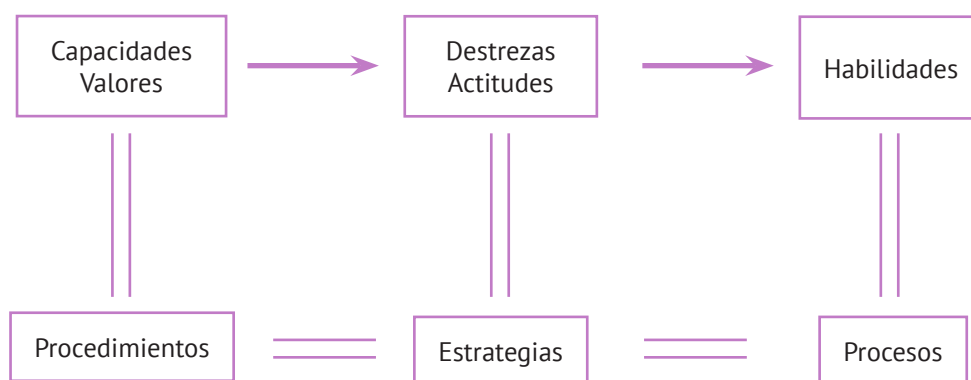 Capacidades
Valores
Destrezas
Actitudes
Habilidades
Procedimientos
Estrategias
Procesos